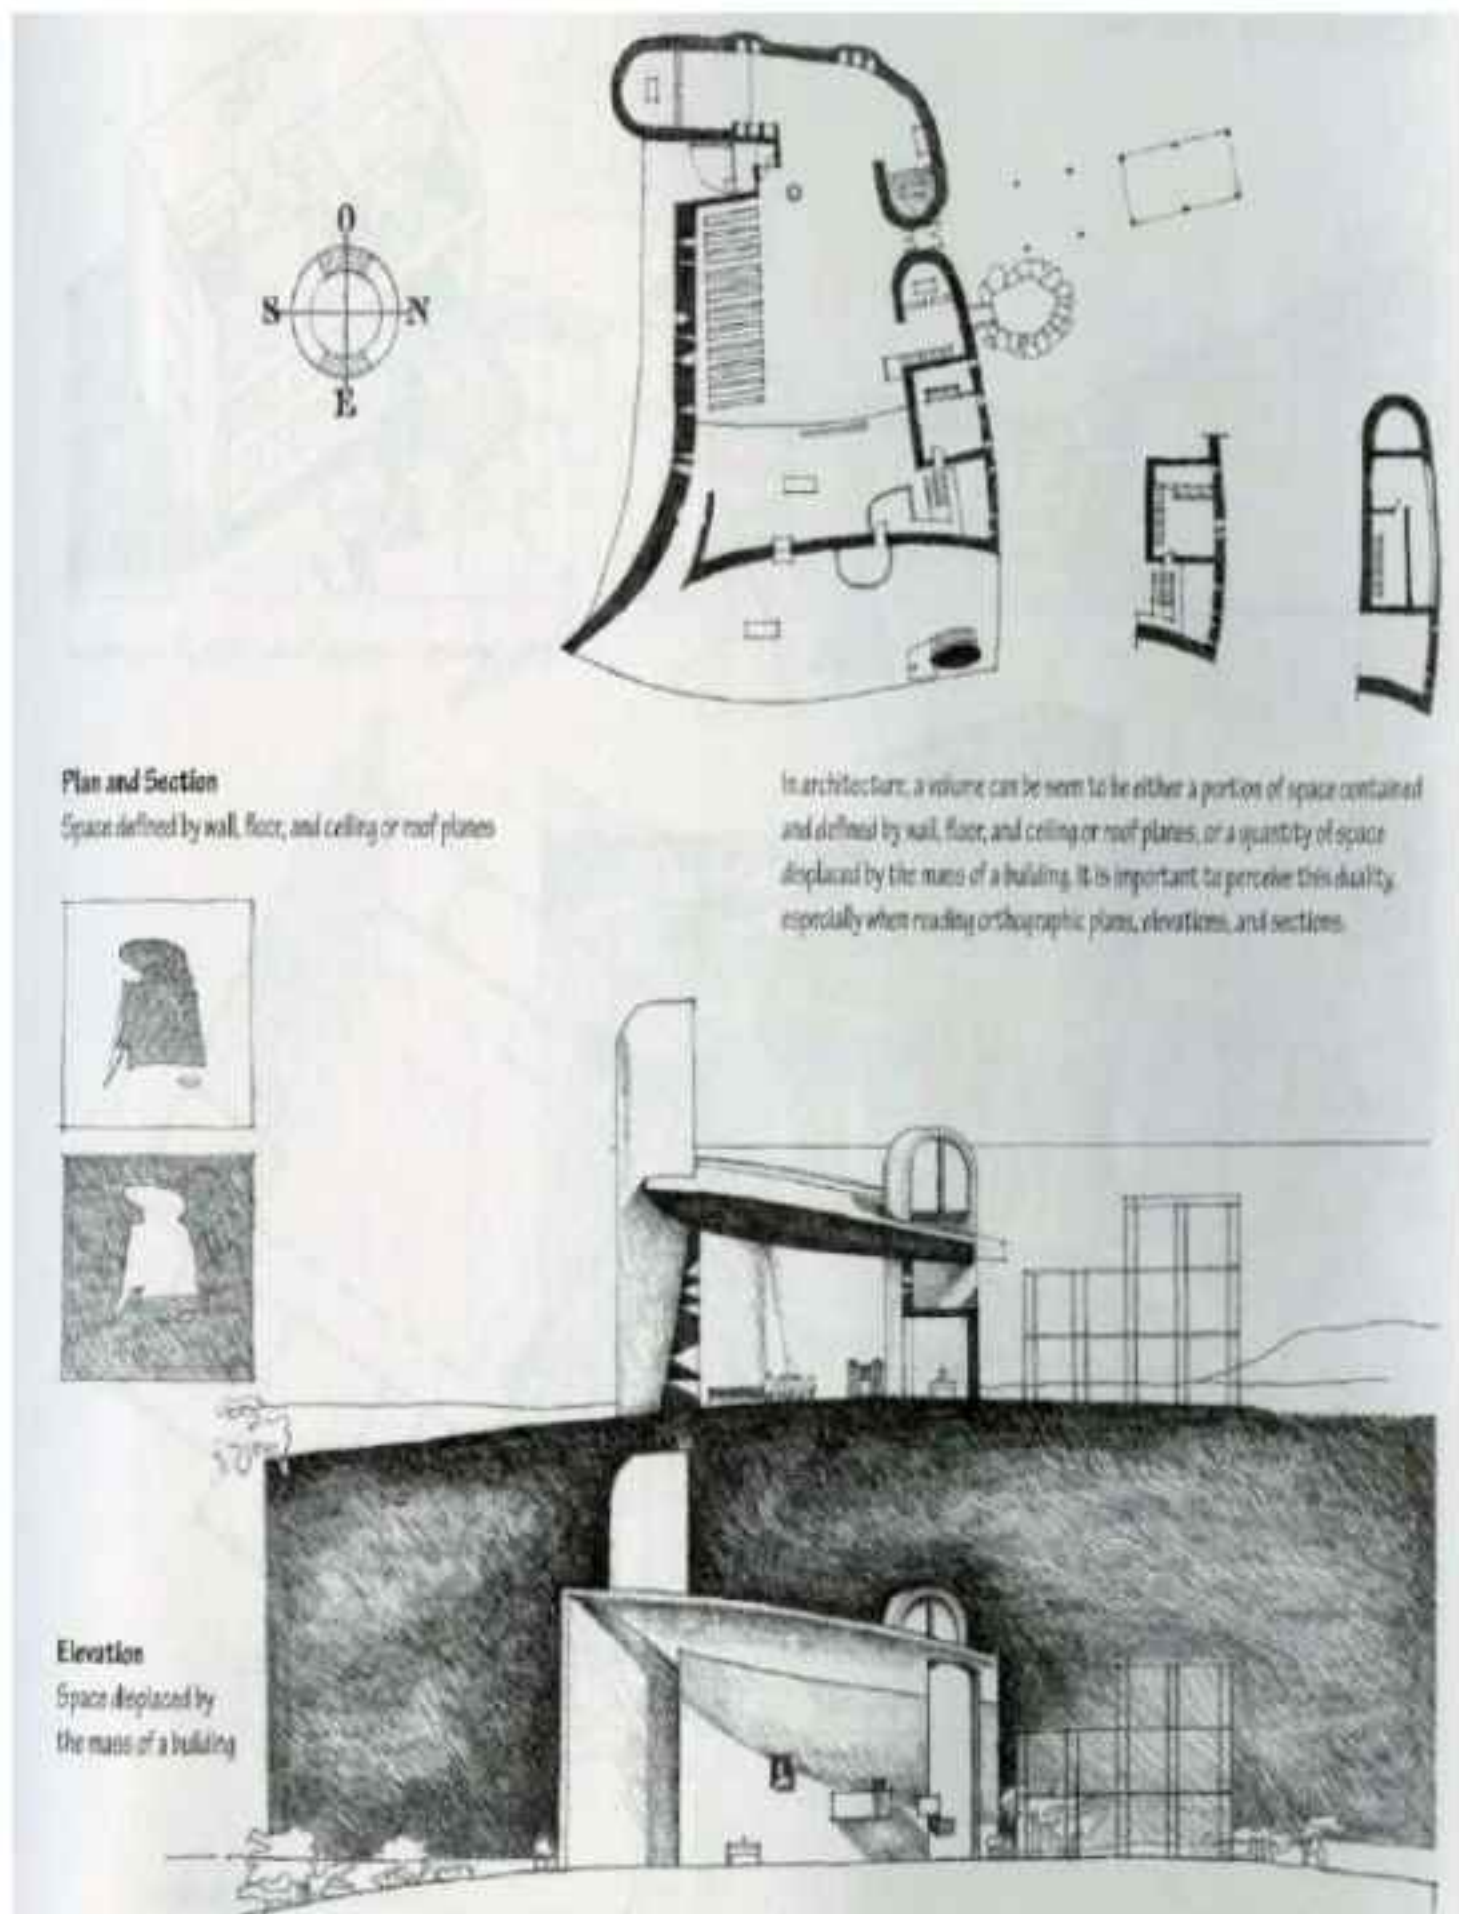 O
S N
E
Plan and Section
Space defined by wall, floor, and ceiling or roof planes
In architecture, a volume can be seen to be either a portion of space contained
and defined by wall, floor, and ceiling or roof planes, or a quantity of space
displaced by the mass of a building. It is important to perceive this duality,
especially when reading orthographic plans, elevations, and sections.
Elevation
Space displaced by
the mass of a building